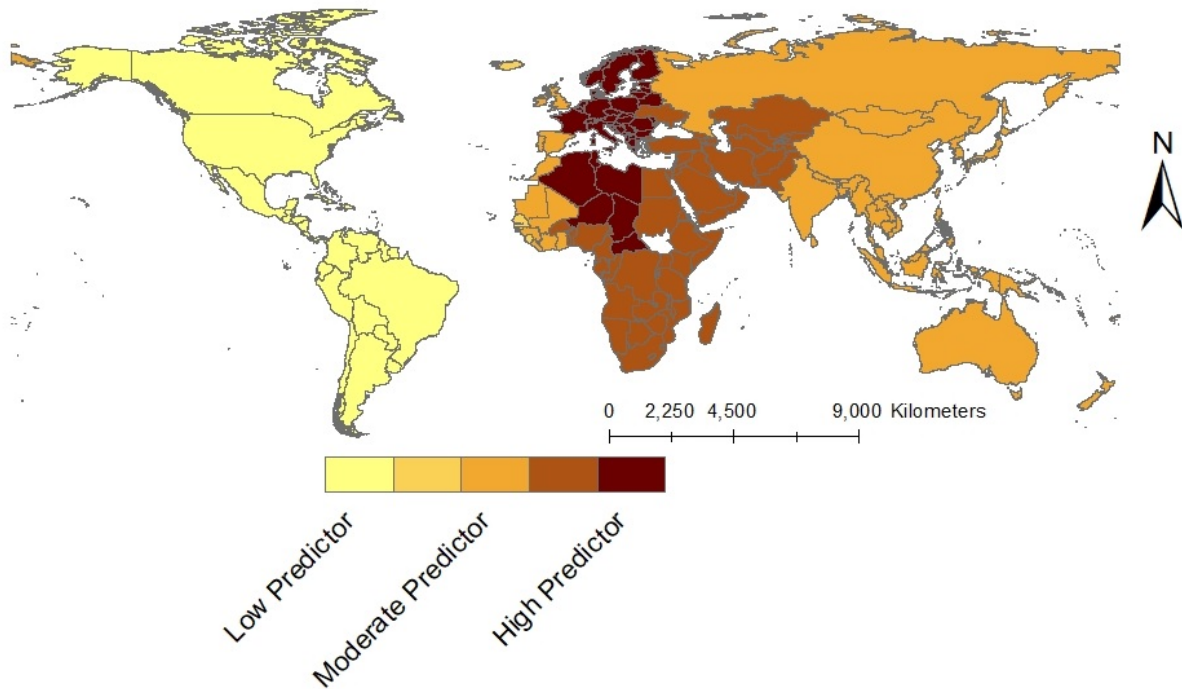 N
0 2,250 4,500 9,000 Kilometers
Low Predictor
Moderate Predictor
High Predictor